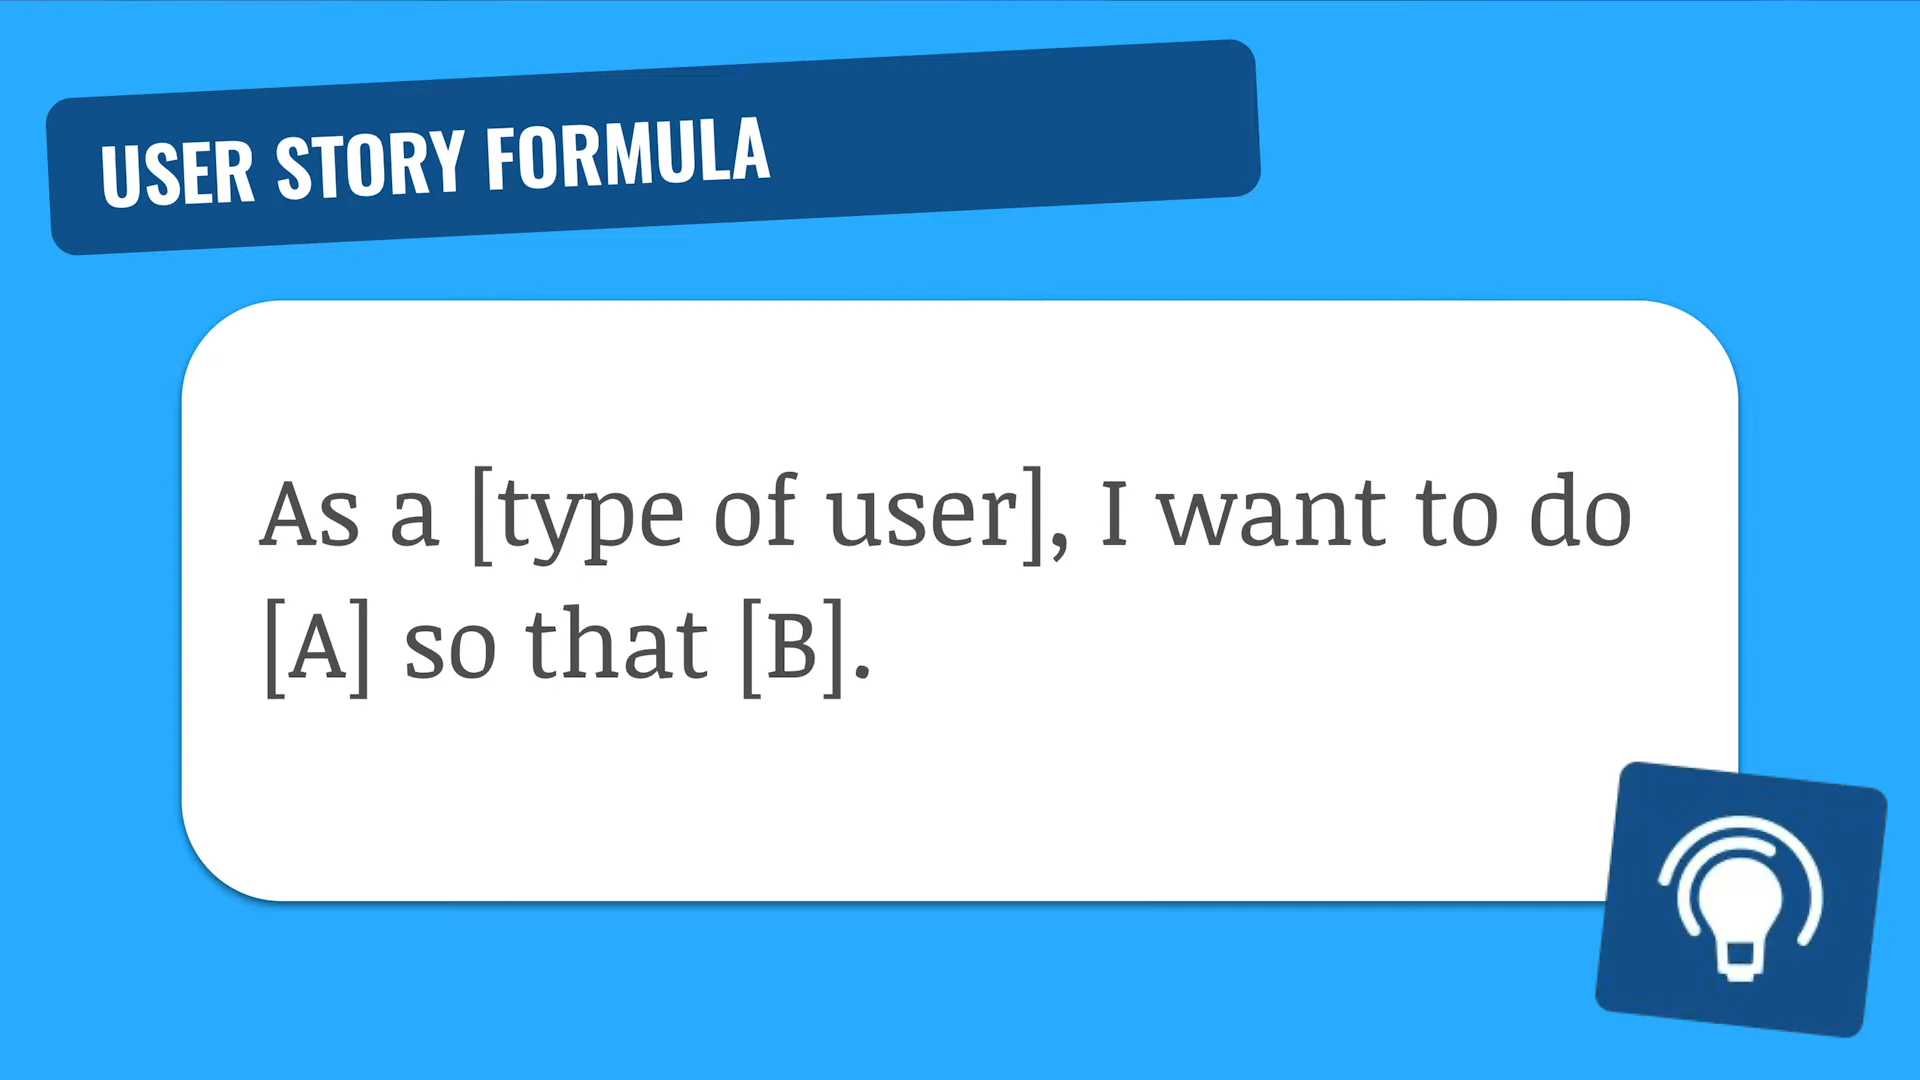 USER STORY FORMULA
As a [type of user], I want to do
[A] so that [B].